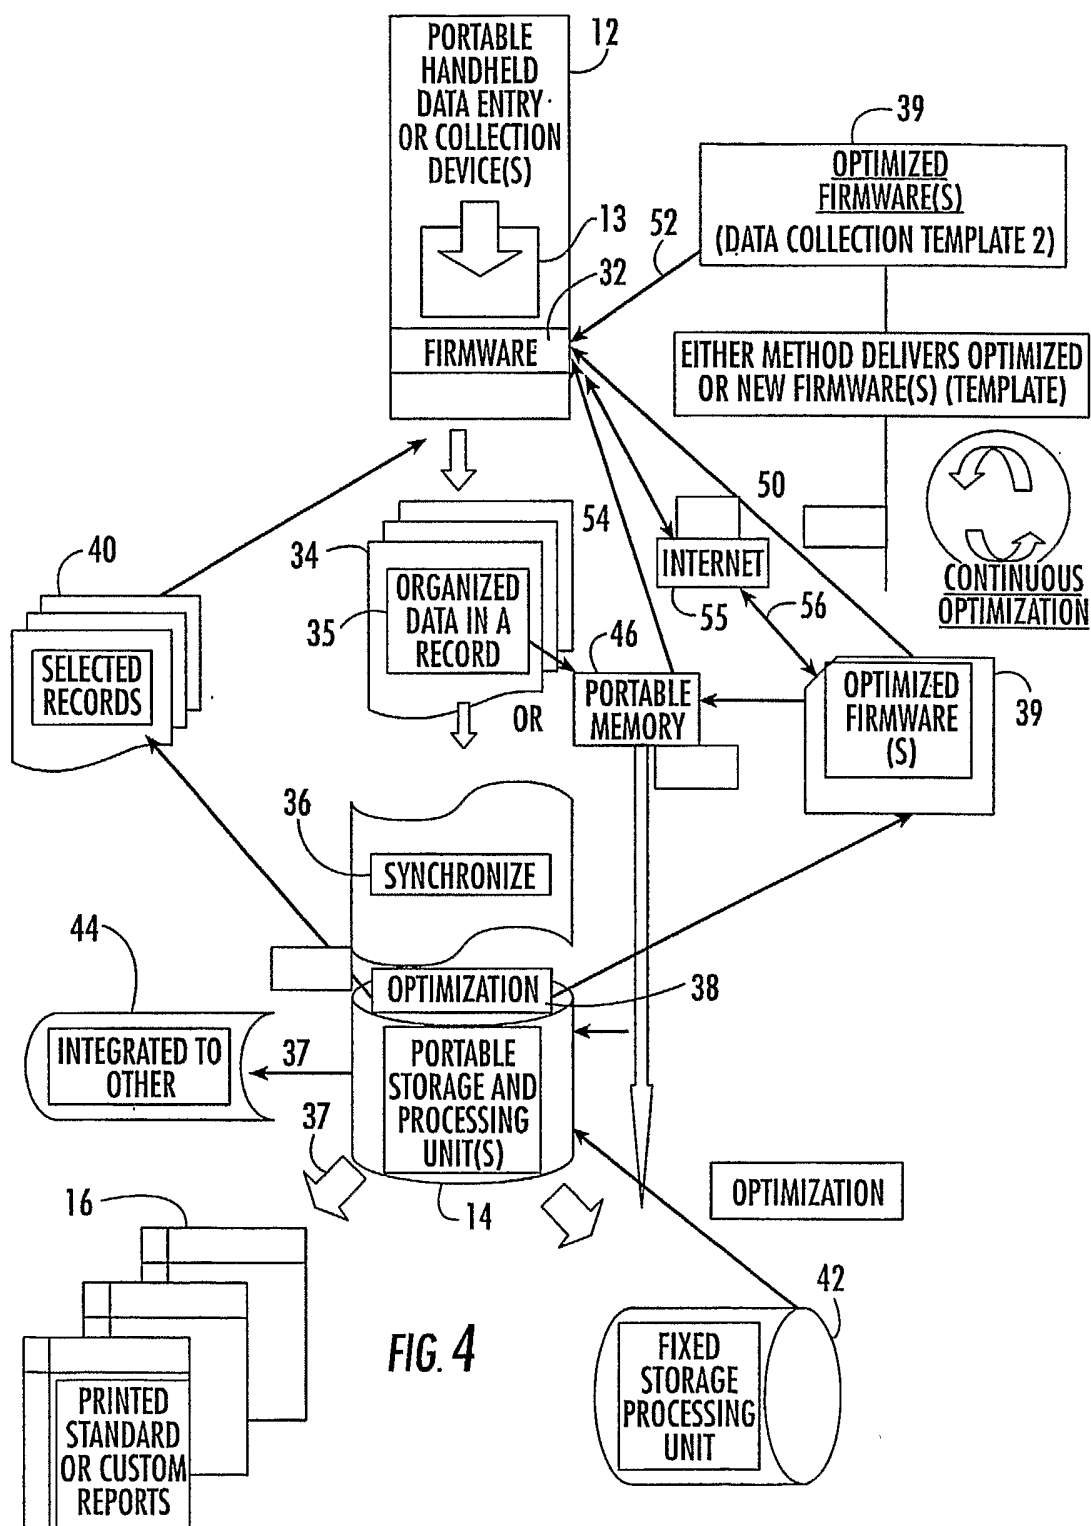 PORTABLE
HANDHELD
DATA ENTRY
OR COLLECTION
DEVICE(S)
12
13
32
FIRMWARE
39
OPTIMIZED
FIRMWARE(S)
(DATA COLLECTION TEMPLATE 2)
52
EITHER METHOD DELIVERS OPTIMIZED
OR NEW FIRMWARE(S) (TEMPLATE)
50
54
CONTINUOUS
OPTIMIZATION
INTERNET
55
56
40
SELECTED
RECORDS
34
35
ORGANIZED
DATA IN A
RECORD
OR
46
PORTABLE
MEMORY
OPTIMIZED
FIRMWARE
(S)
39
36
SYNCHRONIZE
OPTIMIZATION
38
44
INTEGRATED TO
OTHER
37
PORTABLE
STORAGE AND
PROCESSING
UNIT(S)
37
14
OPTIMIZATION
16
PRINTED
STANDARD
OR CUSTOM
REPORTS
42
FIXED
STORAGE
PROCESSING
UNIT
FIG. 4